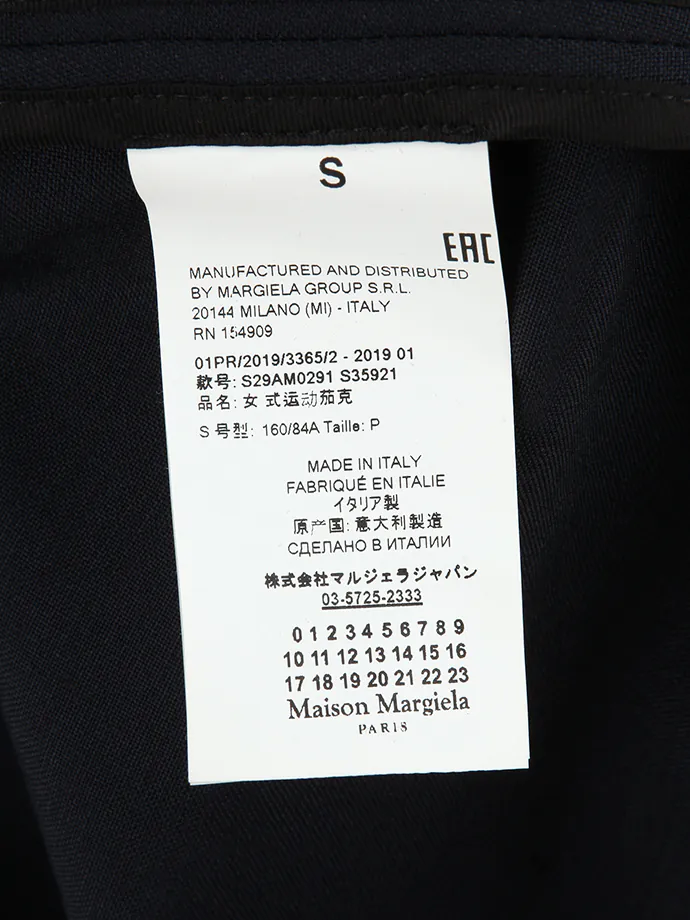 S
EAC
MANUFACTURED AND DISTRIBUTED
BY MARGIELA GROUP S.R.L.
20144 MILANO (MI) - ITALY
RN 154909
01PR/2019/3365/2 - 2019 01
款号: S29AM0291 S35921
品名: 女 式运动茄克
S 号型: 160/84A Taille: P
MADE IN ITALY
FABRIQUÉ EN ITALIE
イタリア製
原产国: 意大利製造
СДЕЛАНО В ИТАЛИИ
株式会社マルジェラジャパン
03-5725-2333
0 1 2 3 4 5 6 7 8 9
10 11 12 13 14 15 16
17 18 19 20 21 22 23
Maison Margiela
PARIS